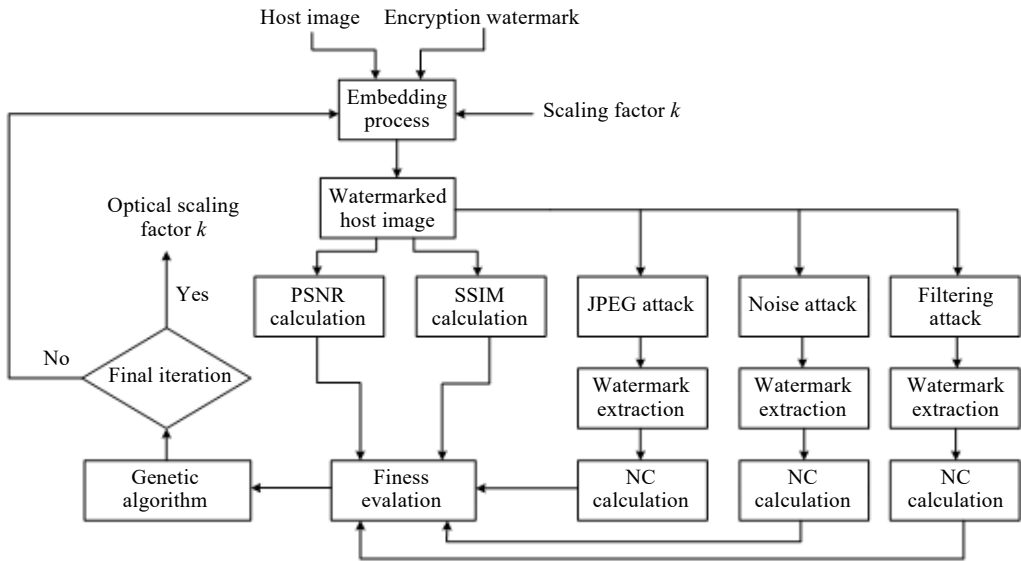 Host image
Encryption watermark
Embedding
process
Scaling factor k
Watermarked
host image
Optical scaling
factor k
PSNR
calculation
SSIM
calculation
JPEG attack
Noise attack
Filtering
attack
Yes
No
Final iteration
Watermark
extraction
Watermark
extraction
Watermark
extraction
Genetic
algorithm
Finess
evalation
NC
calculation
NC
calculation
NC
calculation